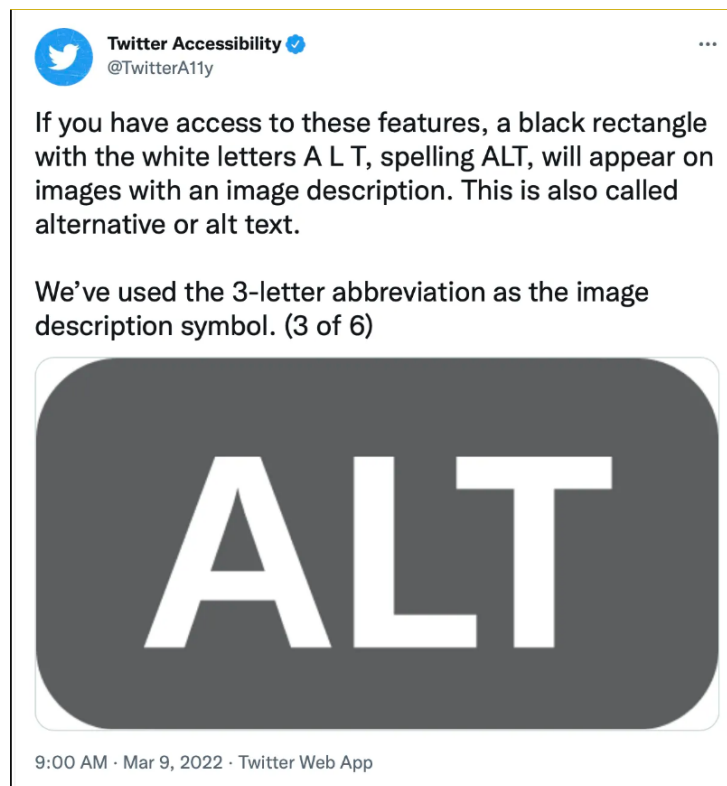 Twitter Accessibility
@TwitterA11y
If you have access to these features, a black rectangle
with the white letters A L T, spelling ALT, will appear on
images with an image description. This is also called
alternative or alt text.
We’ve used the 3-letter abbreviation as the image
description symbol. (3 of 6)
ALT
9:00 AM · Mar 9, 2022 · Twitter Web App